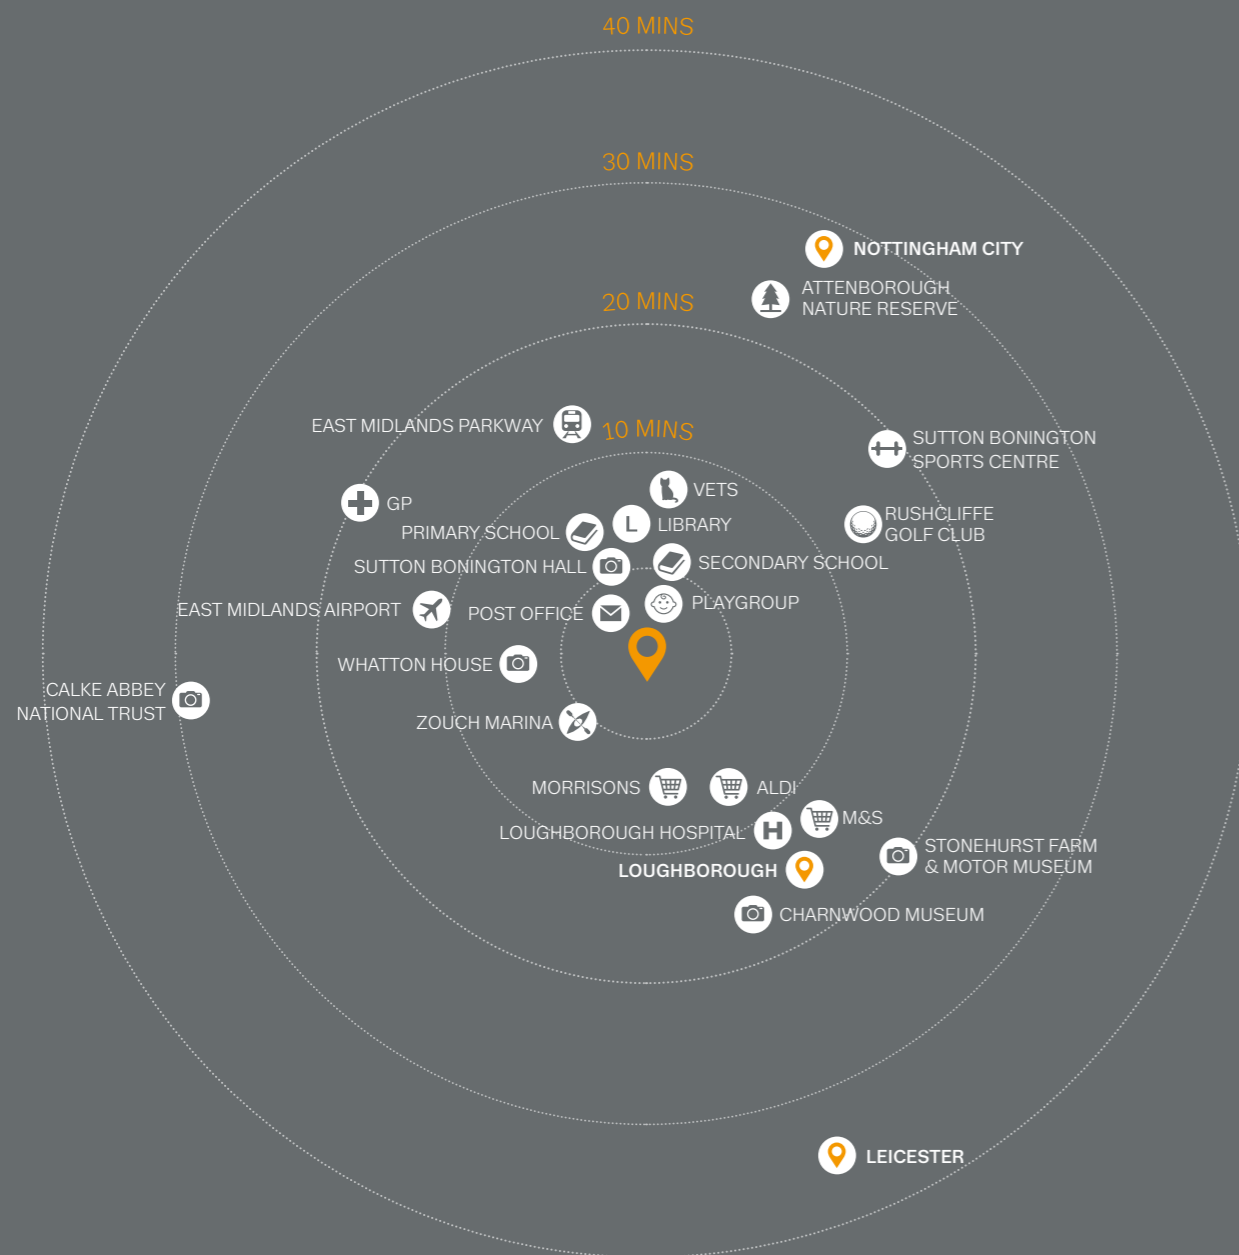 40 MINS
30 MINS
NOTTINGHAM CITY
ATTENBOROUGH
NATURE RESERVE
20 MINS
EAST MIDLANDS PARKWAY
10 MINS
SUTTON BONINGTON
SPORTS CENTRE
VETS
GP
RUSHCLIFFE
GOLF CLUB
PRIMARY SCHOOL
L
LIBRARY
SUTTON BONINGTON HALL
SECONDARY SCHOOL
EAST MIDLANDS AIRPORT
POST OFFICE
PLAYGROUP
WHATTON HOUSE
CALKE ABBEY
NATIONAL TRUST
ZOUCH MARINA
MORRISONS
ALDI
M&S
LOUGHBOROUGH HOSPITAL
H
STONEHURST FARM
& MOTOR MUSEUM
LOUGHBOROUGH
CHARNWOOD MUSEUM
LEICESTER